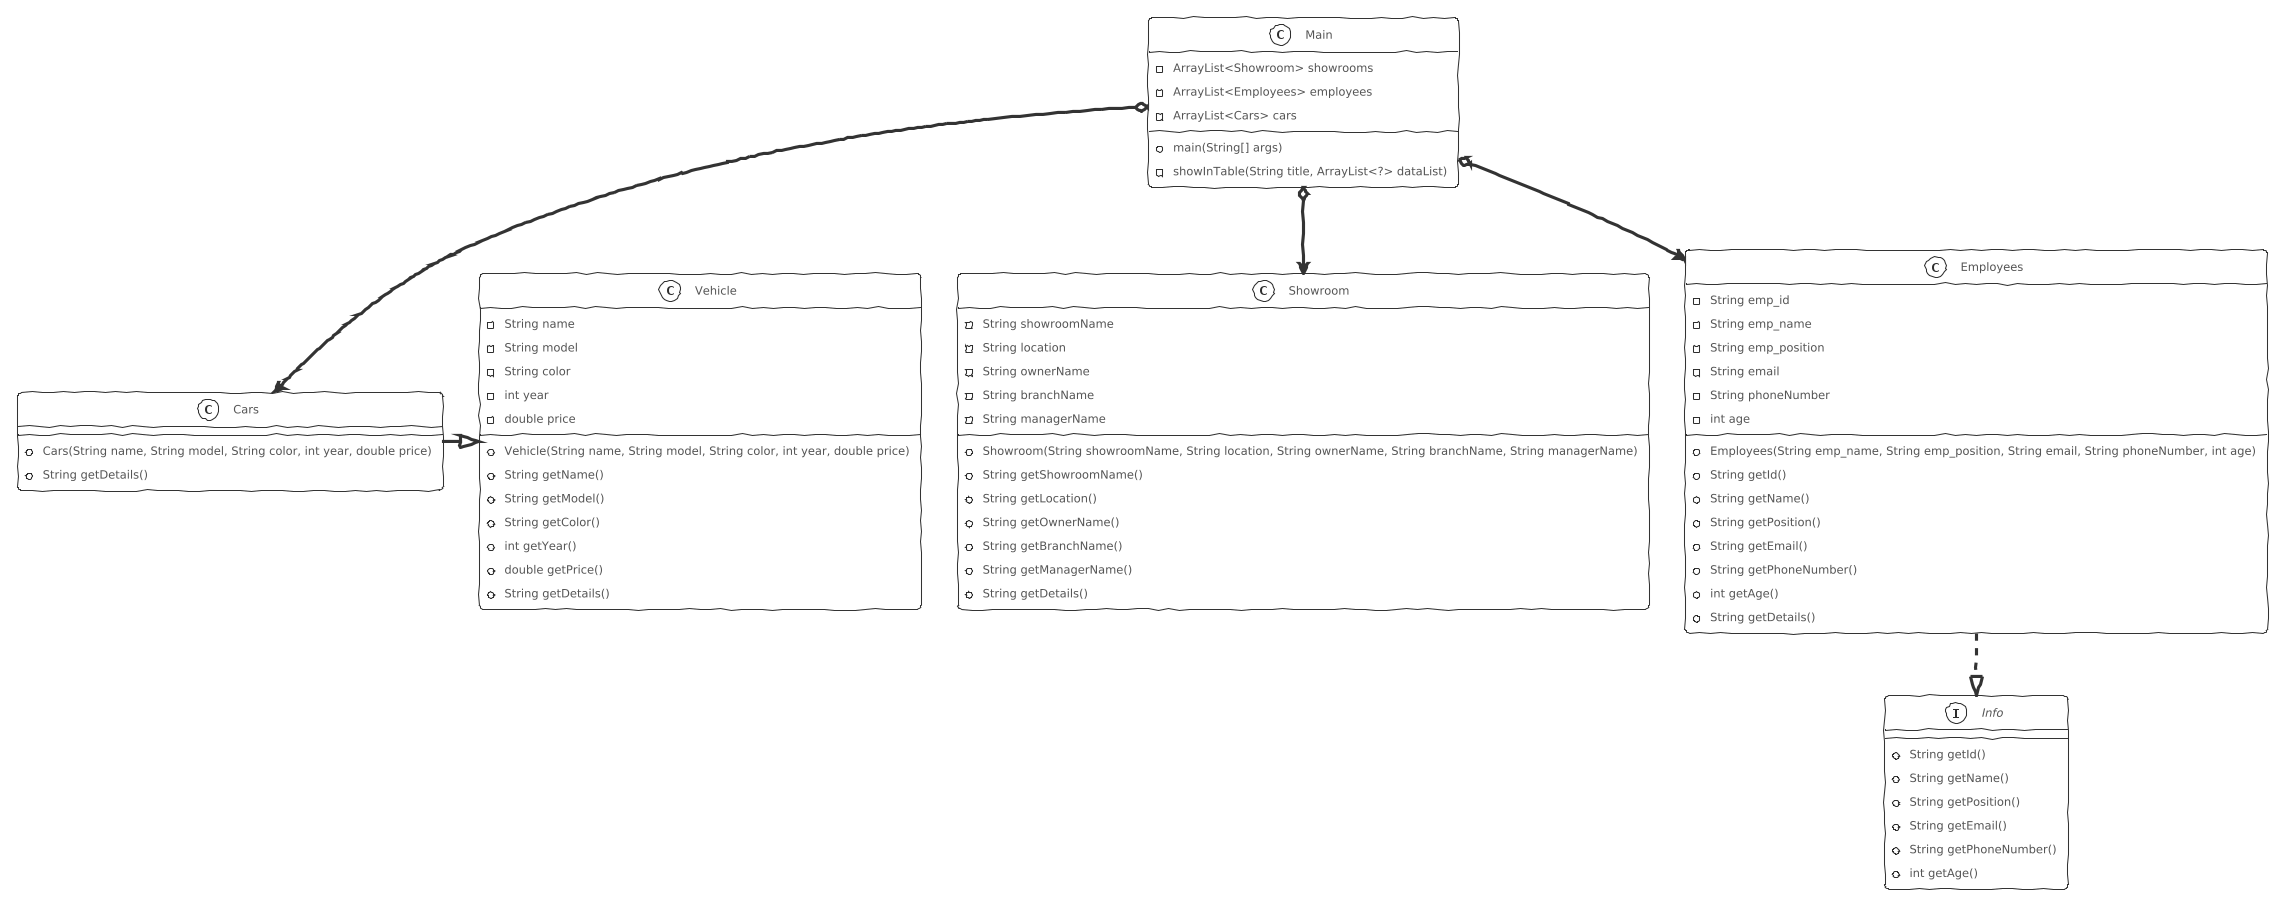 C Main
ArrayList<Showroom> showrooms
ArrayList<Employees> employees
ArrayList<Cars> cars
main(String[] args)
showInTable(String title, ArrayList<?> dataList)
C Cars
Cars(String name, String model, String color, int year, double price)
String getDetails()
C Vehicle
String name
String model
String color
int year
double price
Vehicle(String name, String model, String color, int year, double price)
String getName()
String getModel()
String getColor()
int getYear()
double getPrice()
String getDetails()
C Showroom
String showroomName
String location
String ownerName
String branchName
String managerName
Showroom(String showroomName, String location, String ownerName, String branchName, String managerName)
String getShowroomName()
String getLocation()
String getOwnerName()
String getBranchName()
String getManagerName()
String getDetails()
C Employees
String emp_id
String emp_name
String emp_position
String email
String phoneNumber
int age
Employees(String emp_name, String emp_position, String email, String phoneNumber, int age)
String getId()
String getName()
String getPosition()
String getEmail()
String getPhoneNumber()
int getAge()
String getDetails()
I Info
String getId()
String getName()
String getPosition()
String getEmail()
String getPhoneNumber()
int getAge()